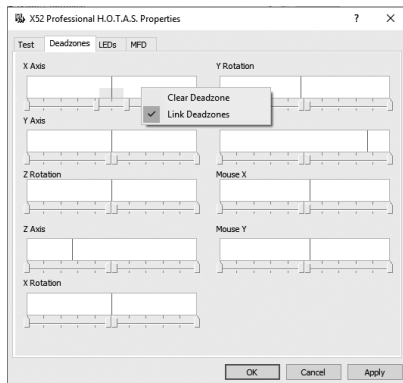 X52 Professional H.O.T.A.S. Properties ? X
Test Deadzones LEDs MFD
X Axis Y Rotation
Clear Deadzone
Link Deadzones
Y Axis
Z Rotation Mouse X
Z Axis Mouse Y
X Rotation
OK Cancel Apply